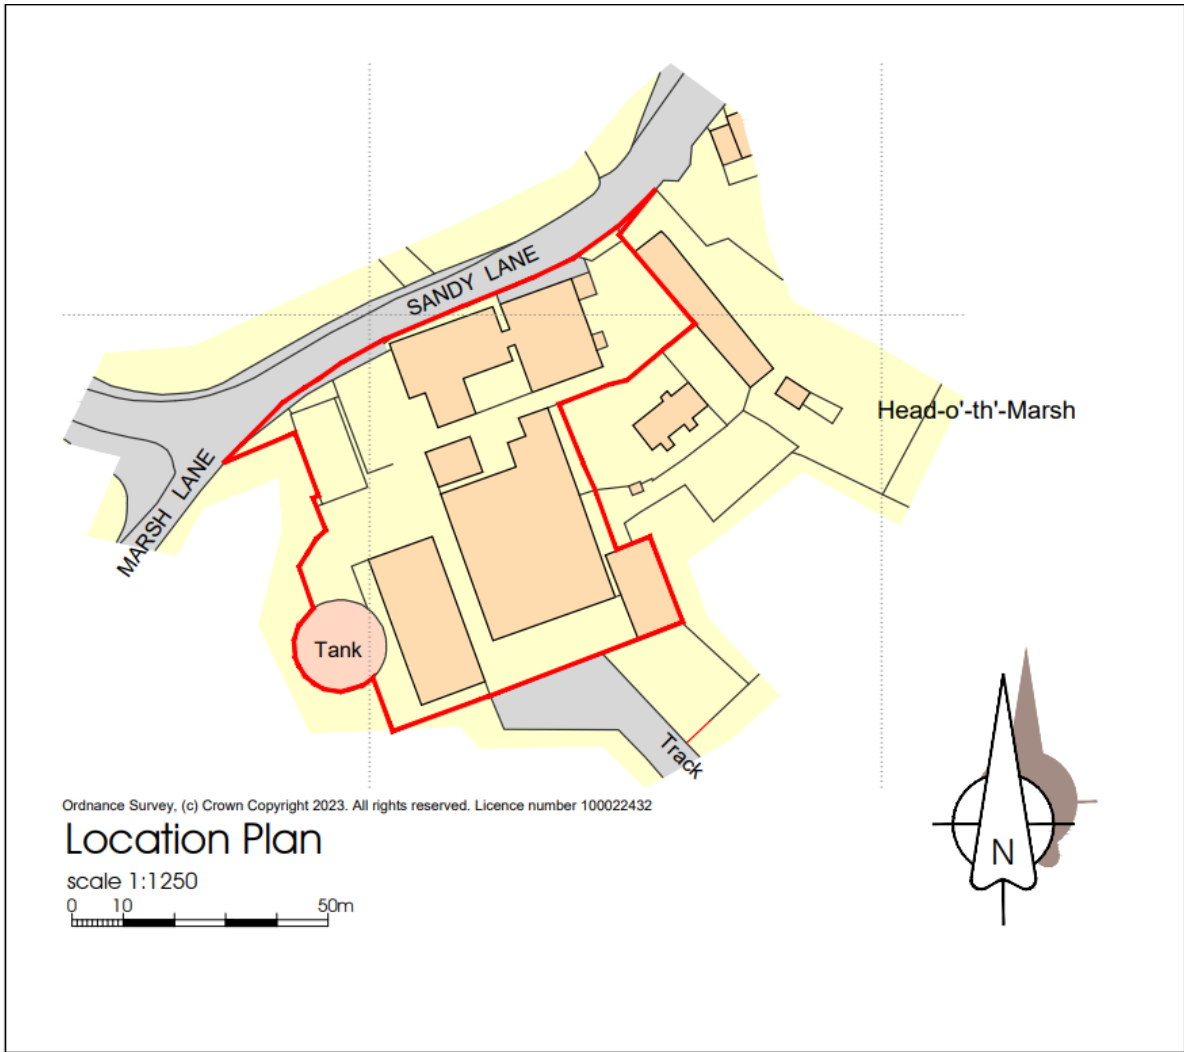 SANDY LANE
Head-o'-th'-Marsh
MARSH LANE
Tank
Track
Ordnance Survey, (c) Crown Copyright 2023. All rights reserved. Licence number 100022432
Location Plan
scale 1:1250
0 10 50m
N